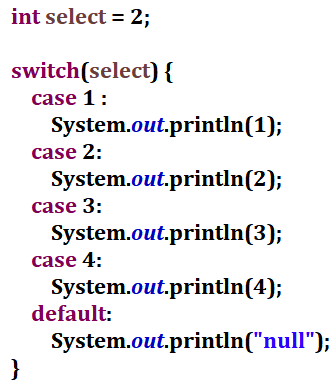 int select = 2;
switch(select) {
case 1 :
System.out.println(1);
case 2:
System.out.println(2);
case 3:
System.out.println(3);
case 4:
System.out.println(4);
default:
System.out.println("null");
}